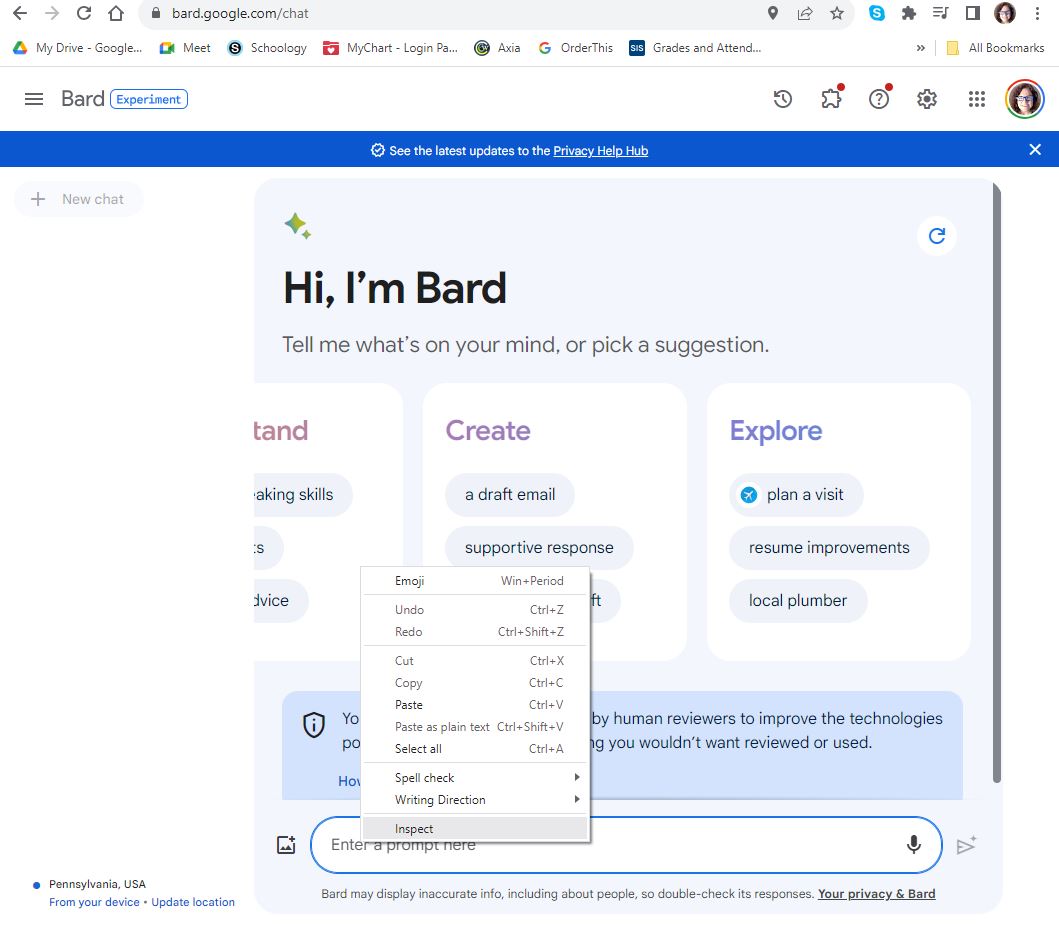 bard.google.com/chat
My Drive - Google... Meet S Schoology MyChart - Login Pa... Axia G OrderThis SIS Grades and Attend... » All Bookmarks
Bard Experiment
See the latest updates to the Privacy Help Hub
+ New chat
Hi, I'm Bard
Tell me what's on your mind, or pick a suggestion.
tand
aking skills
cs
dvice
Create
a draft email
supportive response
ft
Explore
plan a visit
resume improvements
local plumber
Emoji Win+Period
Undo Ctrl+Z
Redo Ctrl+Shift+Z
Cut Ctrl+X
Copy Ctrl+C
Paste Ctrl+V
Paste as plain text Ctrl+Shift+V
Select all Ctrl+A
Spell check
Writing Direction
Inspect
Yo by human reviewers to improve the technologies
po ng you wouldn't want reviewed or used.
How
Enter a prompt here
Bard may display inaccurate info, including about people, so double-check its responses. Your privacy & Bard
Pennsylvania, USA
From your device • Update location